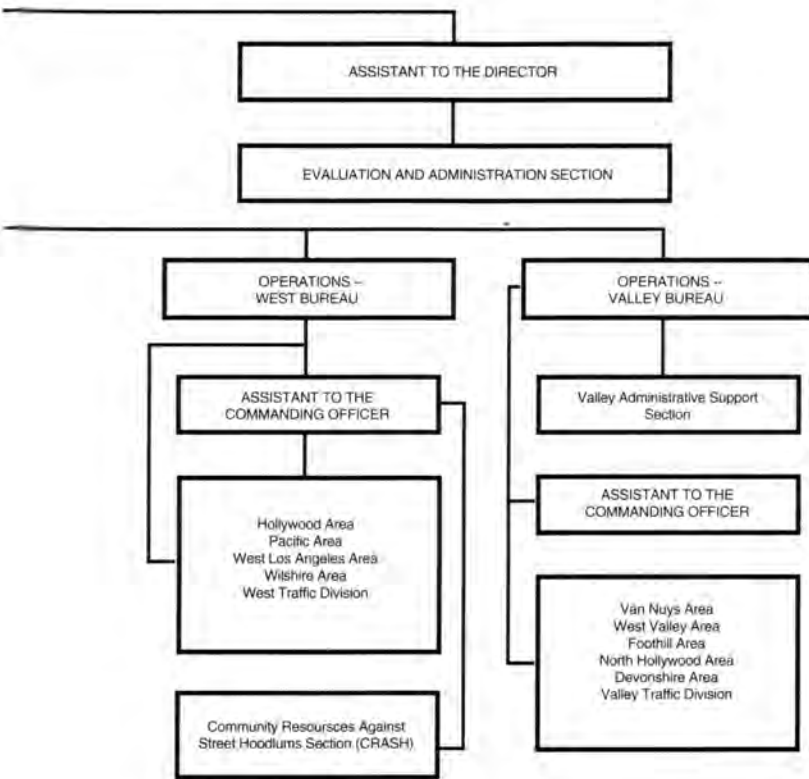 ASSISTANT TO THE DIRECTOR
EVALUATION AND ADMINISTRATION SECTION
OPERATIONS –
WEST BUREAU
ASSISTANT TO THE
COMMANDING OFFICER
Hollywood Area
Pacific Area
West Los Angeles Area
Wilshire Area
West Traffic Division
Community Resoursces Against
Street Hoodlums Section (CRASH)
OPERATIONS –
VALLEY BUREAU
Valley Administrative Support
Section
ASSISTANT TO THE
COMMANDING OFFICER
Van Nuys Area
West Valley Area
Foothill Area
North Hollywood Area
Devonshire Area
Valley Traffic Division